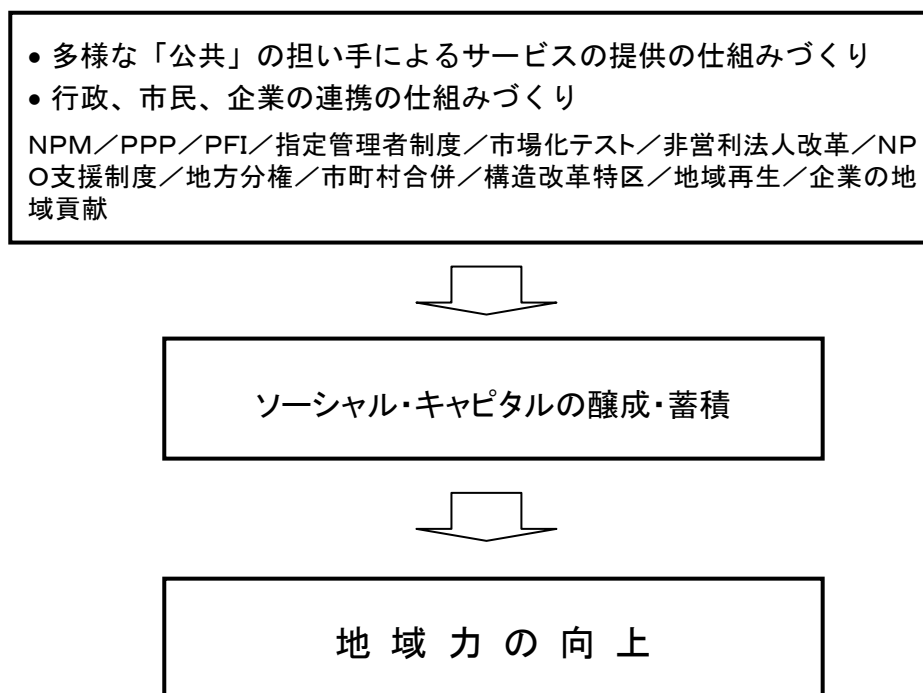 • 多様な「公共」の担い手によるサービスの提供の仕組みづくり
• 行政、市民、企業の連携の仕組みづくり
NPM／PPP／PFI／指定管理者制度／市場化テスト／非営利法人改革／NP
O支援制度／地方分権／市町村合併／構造改革特区／地域再生／企業の地
域貢献
ソーシャル・キャピタルの醸成・蓄積
地 域 力 の 向 上